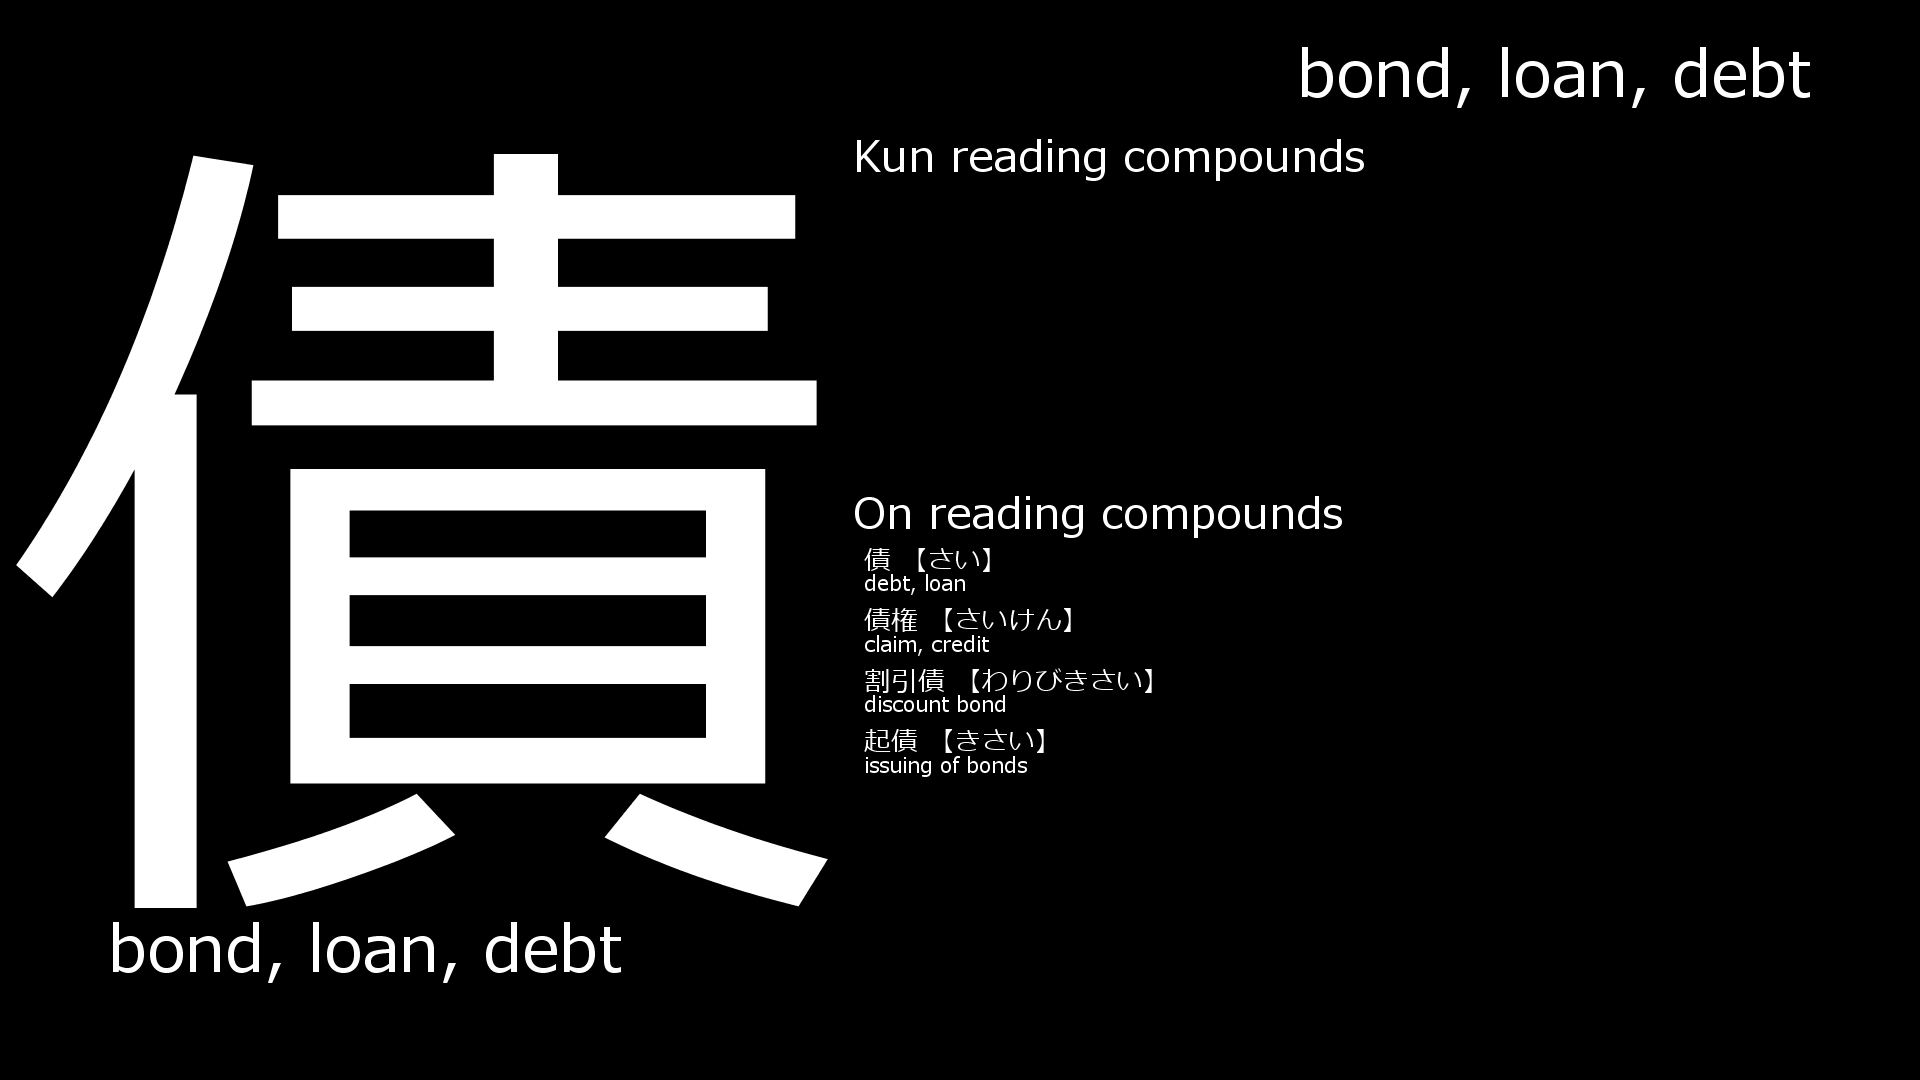 bond, loan, debt
債
bond, loan, debt
Kun reading compounds
On reading compounds
債 【さい】
debt, loan
債権 【さいけん】
claim, credit
割引債 【わりびきさい】
discount bond
起債 【きさい】
issuing of bonds